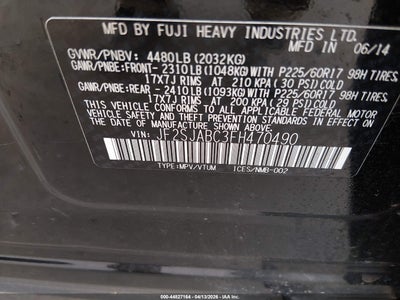 MFD BY FUJI HEAVY INDUSTRIES LTD. 06/14
GVWR/PNBV: 4480LB (2032KG)
GAWR/PNBE:FRONT-2310LB (1048KG) WITH P225/60R17 98H TIRES,
17X7J RIMS, AT 210 KPA (30 PSI) COLD
GAWR/PNBE:REAR -2410LB (1093KG) WITH P225/60R17 98H TIRES,
17X7J RIMS, AT 200 KPA (29 PSI) COLD
THIS VEHICLE CONFORMS TO ALL APPLICABLE FEDERAL MOTOR
VEHICLE SAFETY AND THEFT PREVENTION STANDARDS IN EFFECT
ON THE DATE OF MANUFACTURE SHOWN ABOVE.
JF2SJABC3FH470490
TYPE:MPV/VTUM ICES/NMB-002
000-44827164 - 04/13/2026 - IAA Inc.